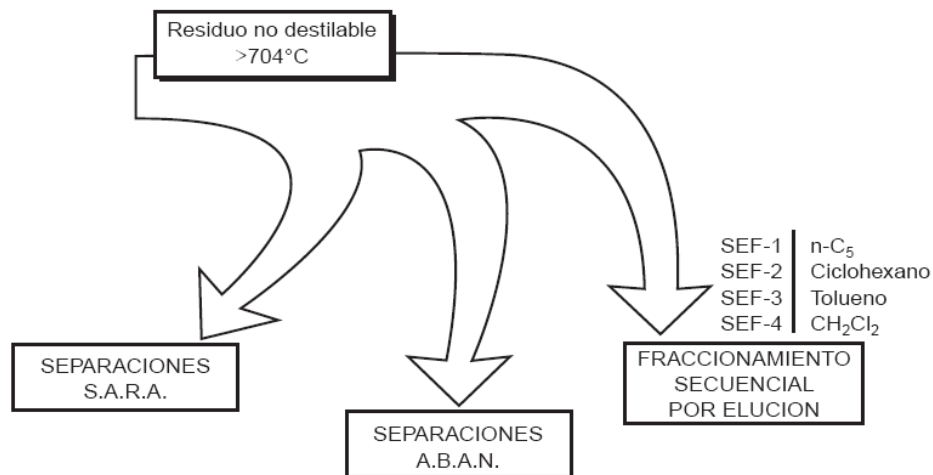 Residuo no destilable
>704°C
SEF-1 n-C₅
SEF-2 Ciclohexano
SEF-3 Tolueno
SEF-4 CH₂Cl₂
SEPARACIONES
S.A.R.A.
SEPARACIONES
A.B.A.N.
FRACCIONAMIENTO
SECUENCIAL
POR ELUCION